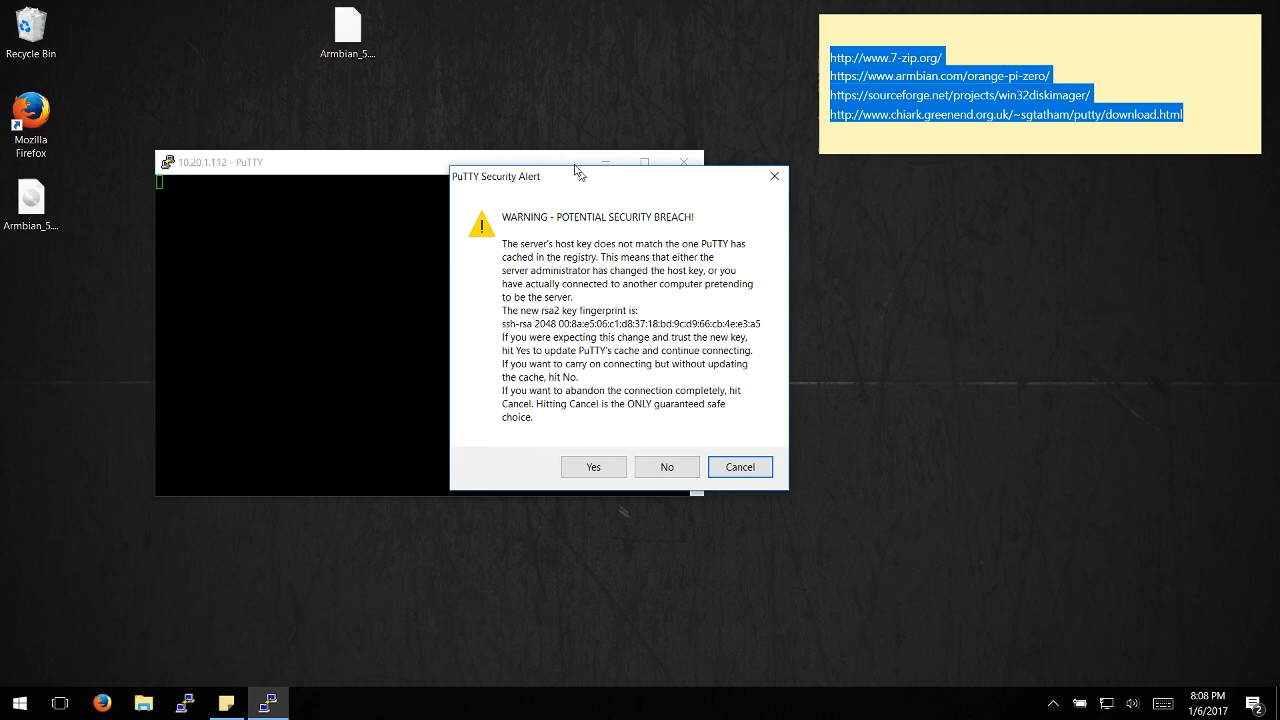 Recycle Bin
Armbian_5....
Mozilla
Firefox
Armbian_5....
http://www.7-zip.org/
https://www.armbian.com/orange-pi-zero/
https://sourceforge.net/projects/win32diskimager/
http://www.chiark.greenend.org.uk/~sgtatham/putty/download.html
10.20.1.112 - PuTTY
PuTTY Security Alert
WARNING - POTENTIAL SECURITY BREACH!
The server's host key does not match the one PuTTY has
cached in the registry. This means that either the
server administrator has changed the host key, or you
have actually connected to another computer pretending
to be the server.
The new rsa2 key fingerprint is:
ssh-rsa 2048 00:8a:e5:06:c1:d8:37:18:bd:9c:d9:66:cb:4e:e3:a5
If you were expecting this change and trust the new key,
hit Yes to update PuTTY's cache and continue connecting.
If you want to carry on connecting but without updating
the cache, hit No.
If you want to abandon the connection completely, hit
Cancel. Hitting Cancel is the ONLY guaranteed safe
choice.
Yes
No
Cancel
8:08 PM
1/6/2017
2